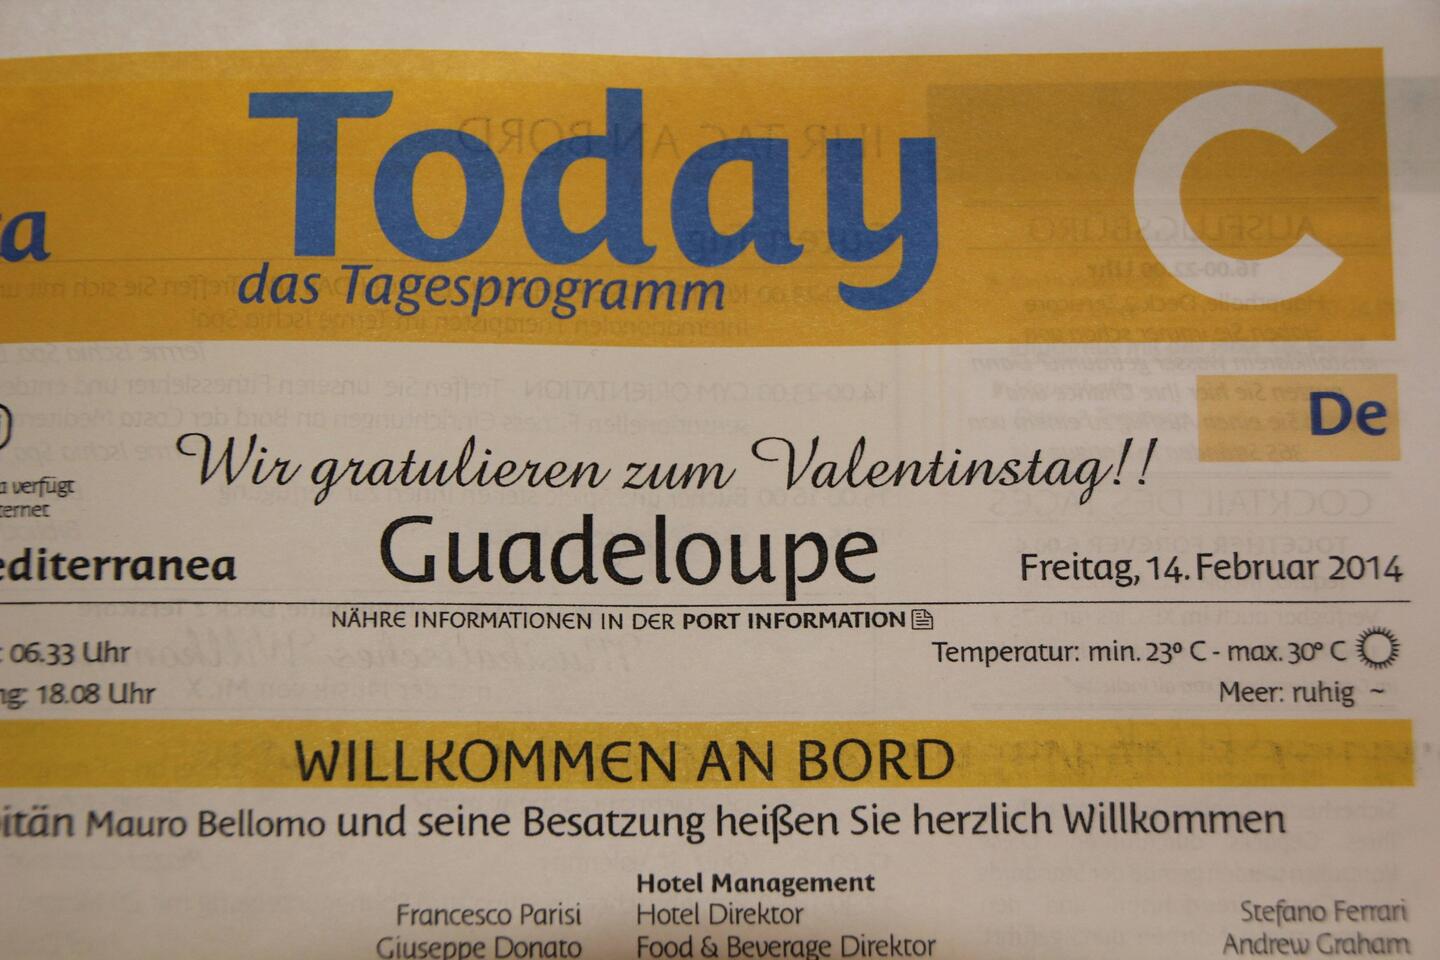 Today
C
das Tagesprogramm
De
Wir gratulieren zum Valentinstag!!
a verfügt
ernet
Guadeloupe
editerranea
Freitag, 14. Februar 2014
NÄHRE INFORMATIONEN IN DER PORT INFORMATION
: 06.33 Uhr
Temperatur: min. 23º C - max. 30º C
ng: 18.08 Uhr
Meer: ruhig ~
WILLKOMMEN AN BORD
itän Mauro Bellomo und seine Besatzung heißen Sie herzlich Willkommen
Hotel Management
Francesco Parisi Hotel Direktor Stefano Ferrari
Giuseppe Donato Food & Beverage Direktor Andrew Graham